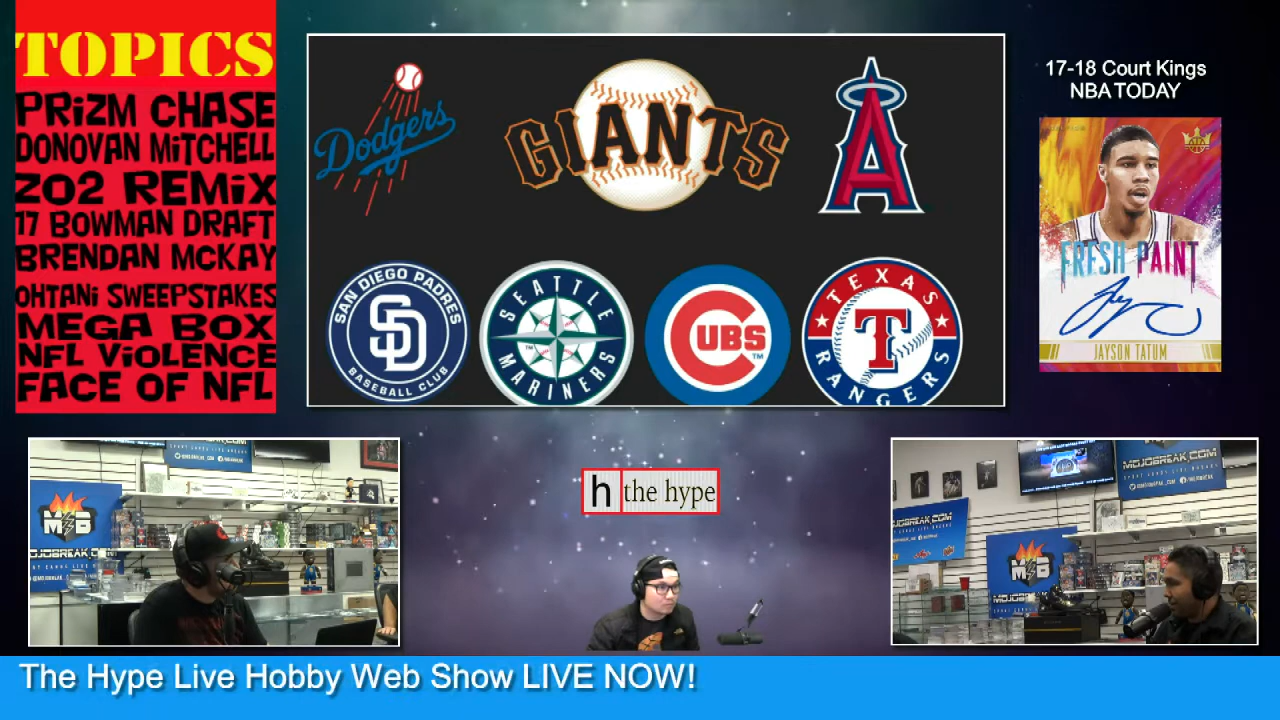 TOPICS
PRiZM CHASE
DONOVAN MiTCHELL
ZO2 REMiX
17 BOWMAN DRAFT
BRENDAN MCKAY
OHTANi SWEEPSTAKES
MEGA BOX
NFL ViOLENCE
FACE OF NFL
Dodgers
GIANTS
A
SAN DIEGO PADRES
SD
BASEBALL CLUB
SEATTLE
MARINERS
CUBS
TEXAS
T
RANGERS
17-18 Court Kings
NBA TODAY
FRESH PAINT
JAYSON TATUM
MB
h the hype
MOJOBREAK.COM
MOJOBREAK.COM
MB
The Hype Live Hobby Web Show LIVE NOW!